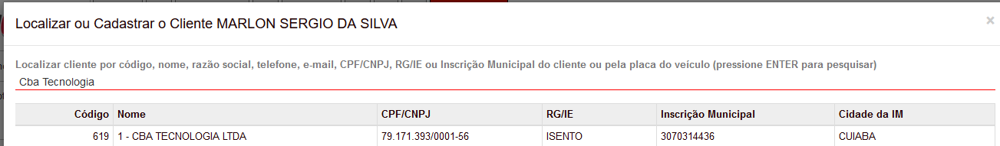 Localizar ou Cadastrar o Cliente MARLON SERGIO DA SILVA ×
Localizar cliente por código, nome, razão social, telefone, e-mail, CPF/CNPJ, RG/IE ou Inscrição Municipal do cliente ou pela placa do veículo (pressione ENTER para pesquisar)
Cba Tecnologia
Código Nome CPF/CNPJ RG/IE Inscrição Municipal Cidade da IM
619 1 - CBA TECNOLOGIA LTDA 79.171.393/0001-56 ISENTO 3070314436 CUIABA